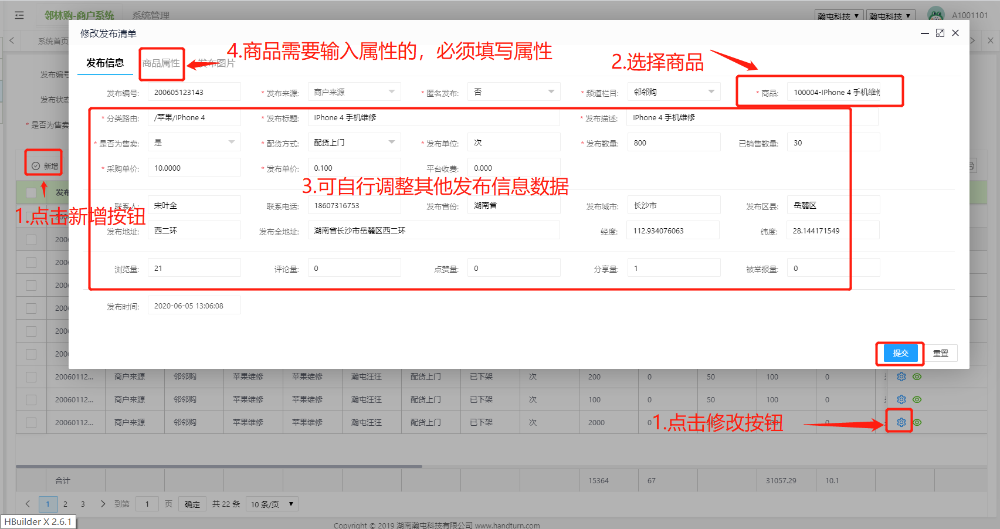 邻林购-商户系统 系统管理 瀚屯科技 瀚屯科技 A1001101
修改发布清单
系统首页
4.商品需要输入属性的，必须填写属性
2.选择商品
发布信息 商品属性 发布图片
发布编号
发布编号: 200605123143 * 发布来源: 商户来源 * 匿名发布: 否 * 频道栏目: 邻邻购 * 商品: 100004-IPhone 4 手机维修
发布状态
* 分类路由: /苹果/IPhone 4 * 发布标题: IPhone 4 手机维修 * 发布描述: IPhone 4 手机维修
* 是否为售卖
* 是否为售卖: 是 * 配货方式: 配货上门 * 发布单位: 次 * 发布数量: 800 已销售数量: 30
新增
* 采购单价: 10.0000 * 发布单价: 0.100 平台收费: 0.000
3.可自行调整其他发布信息数据
发布
联系人: 宋叶全 联系电话: 18607316753 发布省份: 湖南省 发布城市: 长沙市 发布区县: 岳麓区
1.点击新增按钮
发布地址: 西二环 发布全地址: 湖南省长沙市岳麓区西二环 经度: 112.934076063 纬度: 28.144171549
200
200
浏览量: 21 评论量: 0 点赞量: 0 分享量: 1 被举报量: 0
200
200
发布时间: 2020-06-05 13:06:08
200
200
提交 重置
20060112... 商户来源 邻邻购 苹果维修 苹果维修 瀚屯汪汪 配货上门 已下架 次 200 0 50 100 0
20060112... 商户来源 邻邻购 苹果维修 苹果维修 瀚屯汪汪 配货上门 已下架 次 100 0 50 100 0
20060112... 商户来源 邻邻购 苹果维修 苹果维修 瀚屯汪汪 配货上门 已下架 次 2000 0 50 100 0
1.点击修改按钮
合计 15364 67 31057.29 10.1
1 2 3 到第 1 页 确定 共 22 条 10 条/页
HBuilder X 2.6.1
Copyright © 2019 湖南瀚屯科技有限公司 www.handturn.com